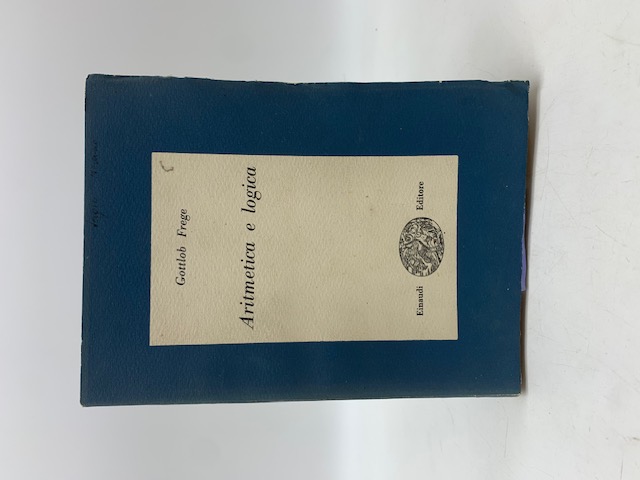 Gottlob Frege
Aritmetica e logica
Einaudi Editore